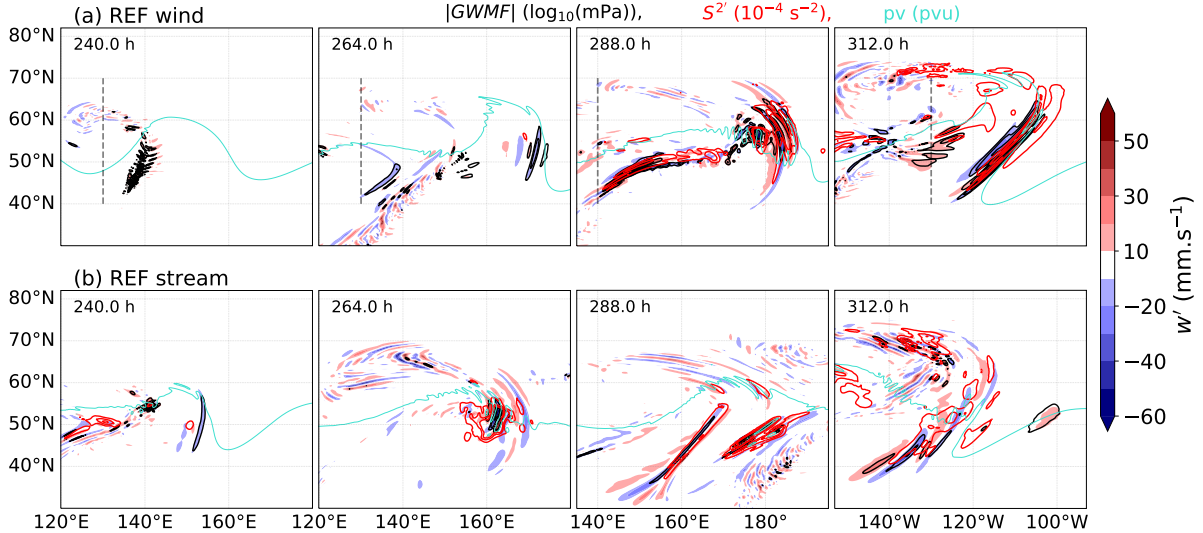 (a) REF wind
|GWMF| (log₁₀(mPa)), S²′ (10⁻⁴ s⁻²), pv (pvu)
80°N 240.0 h 264.0 h 288.0 h 312.0 h
70°N
60°N
50°N
40°N
(b) REF stream
80°N 240.0 h 264.0 h 288.0 h 312.0 h
70°N
60°N
50°N
40°N
120°E 140°E 160°E 120°E 140°E 160°E 140°E 160°E 180° 140°W 120°W 100°W
50
30
10
−20
−40
−60
w′ (mm.s⁻¹)